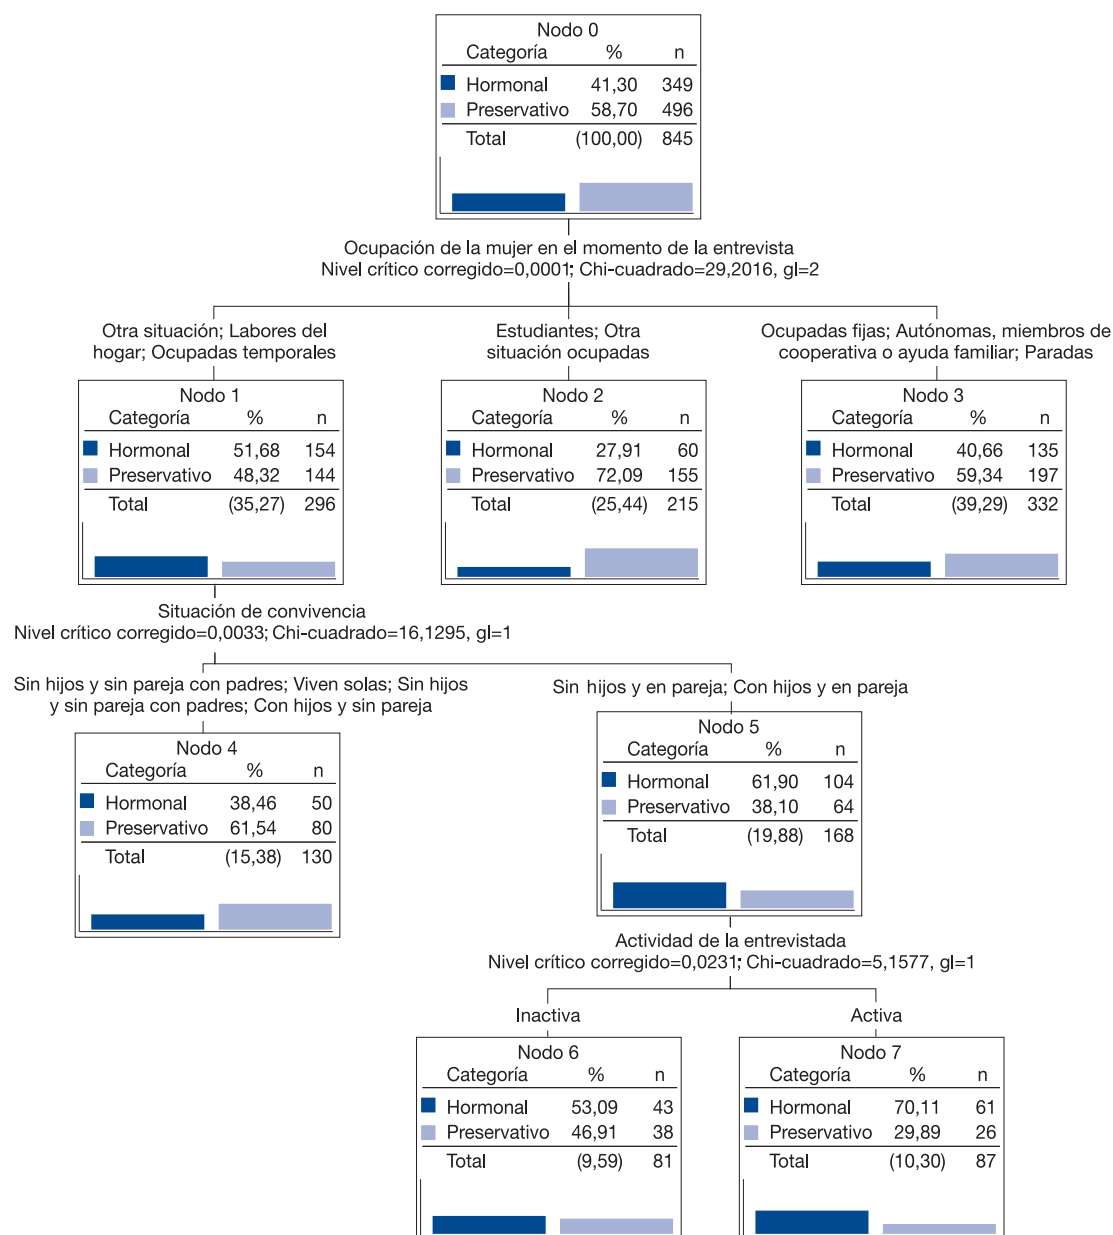 Nodo 0
Categoría % n
Hormonal 41,30 349
Preservativo 58,70 496
Total (100,00) 845
Ocupación de la mujer en el momento de la entrevista
Nivel crítico corregido=0,0001; Chi-cuadrado=29,2016, gl=2
Otra situación; Labores del
hogar; Ocupadas temporales
Nodo 1
Categoría % n
Hormonal 51,68 154
Preservativo 48,32 144
Total (35,27) 296
Estudiantes; Otra
situación ocupadas
Nodo 2
Categoría % n
Hormonal 27,91 60
Preservativo 72,09 155
Total (25,44) 215
Ocupadas fijas; Autónomas, miembros de
cooperativa o ayuda familiar; Paradas
Nodo 3
Categoría % n
Hormonal 40,66 135
Preservativo 59,34 197
Total (39,29) 332
Situación de convivencia
Nivel crítico corregido=0,0033; Chi-cuadrado=16,1295, gl=1
Sin hijos y sin pareja con padres; Viven solas; Sin hijos
y sin pareja con padres; Con hijos y sin pareja
Nodo 4
Categoría % n
Hormonal 38,46 50
Preservativo 61,54 80
Total (15,38) 130
Sin hijos y en pareja; Con hijos y en pareja
Nodo 5
Categoría % n
Hormonal 61,90 104
Preservativo 38,10 64
Total (19,88) 168
Actividad de la entrevistada
Nivel crítico corregido=0,0231; Chi-cuadrado=5,1577, gl=1
Inactiva
Nodo 6
Categoría % n
Hormonal 53,09 43
Preservativo 46,91 38
Total (9,59) 81
Activa
Nodo 7
Categoría % n
Hormonal 70,11 61
Preservativo 29,89 26
Total (10,30) 87